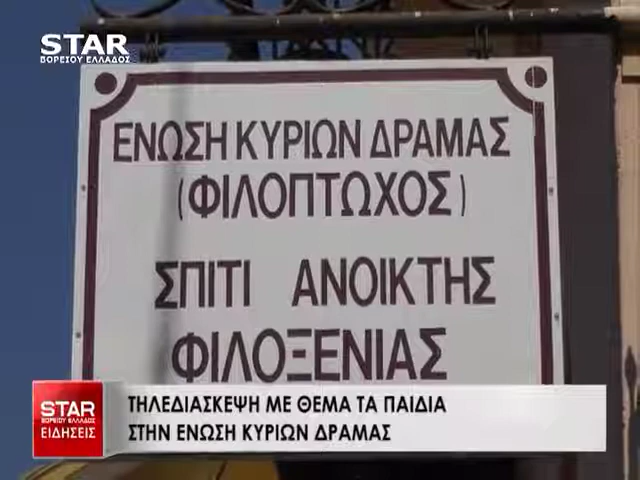 STAR
ΒΟΡΕΙΟΥ ΕΛΛΑΔΟΣ
ΕΝΩΣΗ ΚΥΡΙΩΝ ΔΡΑΜΑΣ
(ΦΙΛΟΠΤΩΧΟΣ)
ΣΠΙΤΙ ΑΝΟΙΚΤΗΣ
ΦΙΛΟΞΕΝΙΑΣ
STAR
ΒΟΡΕΙΟΥ ΕΛΛΑΔΟΣ
ΕΙΔΗΣΕΙΣ
ΤΗΛΕΔΙΑΣΚΕΨΗ ΜΕ ΘΕΜΑ ΤΑ ΠΑΙΔΙΑ
ΣΤΗΝ ΕΝΩΣΗ ΚΥΡΙΩΝ ΔΡΑΜΑΣ